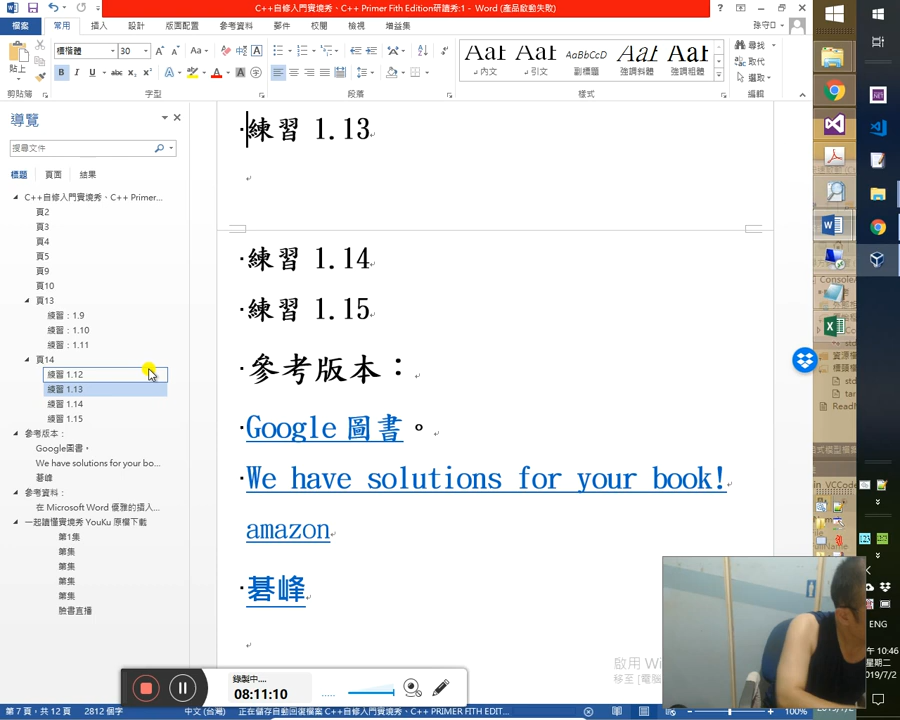 C++自修入門實境秀、C++ Primer Fifth Edition研讀秀:1 - Word (產品啟動失敗)
檔案 常用 插入 設計 版面配置 參考資料 郵件 校閱 檢視 增益集 孫守口
貼上
標楷體 30
B I U abc
剪貼簿 字型 段落 樣式 編輯
AaI AaI AaBbCcD AaI AaI
內文 引文 副標題 強調斜體 強調粗體
尋找
取代
選取
導覽
搜尋文件
標題 頁面 結果
C++自修入門實境秀、C++ Primer...
頁2
頁3
頁4
頁5
頁9
頁10
頁13
練習：1.9
練習：1.10
練習：1.11
頁14
練習 1.12
練習 1.13
練習 1.14
練習 1.15
參考版本：
Google圖書。
We have solutions for your bo...
碁峰
參考資料：
在 Microsoft Word 優雅的插入...
一起讀懂實境秀 YouKu 原檔下載
第1集
第集
第集
第集
第集
臉書直播
練習 1.13
練習 1.14
練習 1.15
參考版本：
Google 圖書。
We have solutions for your book!
amazon
碁峰
錄製中....
08:11:10
ENG
第 7 頁，共 12 頁 2812 個字 中文 (台灣) 正在儲存自動回復檔案 C++ PRIMER FITH EDIT... 100%